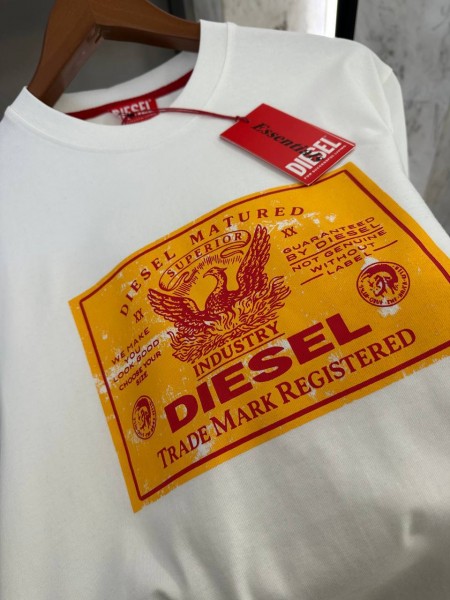 DIESEL
Essentials
DIESEL
DIESEL MATURED
SUPERIOR
XX
XX
GUARANTEED
BY DIESEL
NOT GENUINE
WITHOUT
LABEL
WE MAKE
YOU
LOOK GOOD
CHOOSE YOUR
SIZE
INDUSTRY
DIESEL
TRADE MARK REGISTERED